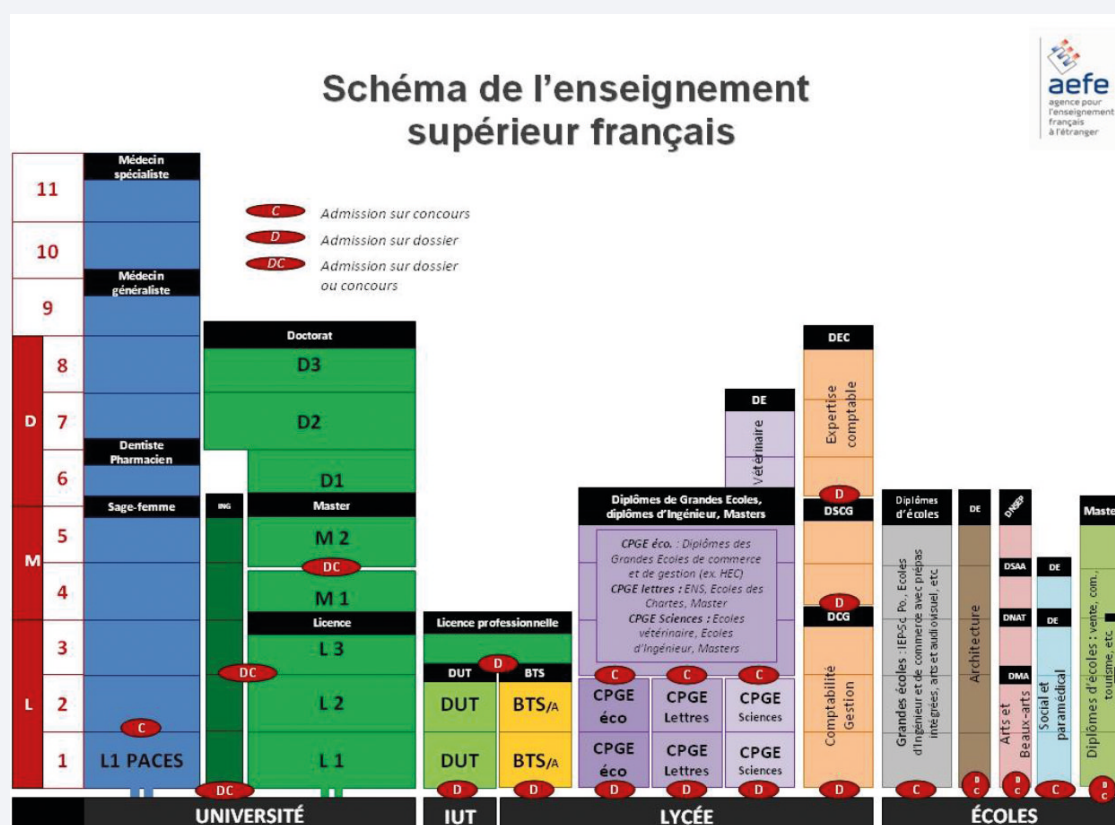 Schéma de l'enseignement
supérieur français
aefe
agence pour
l'enseignement
français
à l'étranger
C Admission sur concours
D Admission sur dossier
DC Admission sur dossier
ou concours
11
10
9
8
7
6
5
4
3
2
1
D
M
L
Médecin
spécialiste
Médecin
généraliste
Dentiste
Pharmacien
Sage-femme
C
L1 PACES
ING
DC
DC
Doctorat
D3
D2
D1
Master
M 2
DC
M 1
Licence
L 3
L 2
L 1
UNIVERSITÉ
Licence professionnelle
D
DUT
BTS
DUT
BTS/A
DUT
BTS/A
D
D
IUT
DE
Vétérinaire
Diplômes de Grandes Ecoles,
diplômes d'Ingénieur, Masters
CPGE éco. : Diplômes des
Grandes Ecoles de commerce
et de gestion (ex. HEC)
CPGE lettres : ENS, Ecoles des
Chartes, Master
CPGE Sciences : Ecoles
vétérinaire, Ecoles
d'Ingénieur, Masters
C
C
C
CPGE
éco
CPGE
Lettres
CPGE
Sciences
CPGE
éco
CPGE
Lettres
CPGE
Sciences
D
D
D
DEC
Expertise
comptable
D
DSCG
D
DCG
Comptabilité
Gestion
D
LYCÉE
Diplômes
d'écoles
Grandes écoles : IEP-Sc. Po., Ecoles
d'Ingénieur et de commerce avec prépas
intégrées, arts et audiovisuel, etc
C
DE
Architecture
D
C
DNSEP
DSAA
DNAT
DMA
Arts et
Beaux-arts
D
C
DE
DE
Social et
paramédical
C
Maste
Diplômes d'écoles : vente, com.,
tourisme, etc
D
C
ÉCOLES